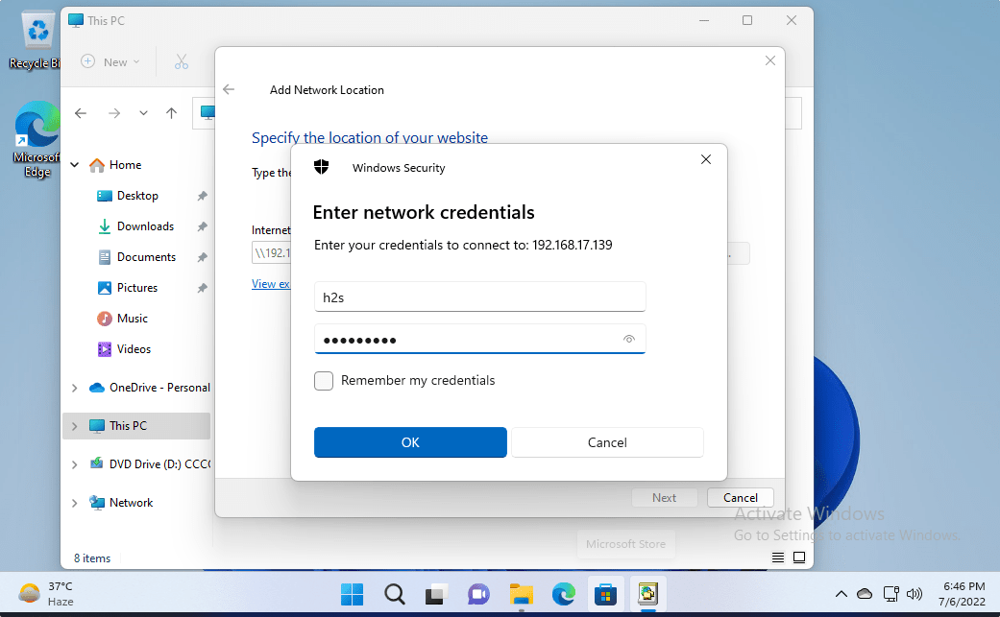 Recycle Bi
Microsoft
Edge
This PC
New
Add Network Location
Specify the location of your website
Type the
Internet
\\192.1
View ex
Windows Security
Enter network credentials
Enter your credentials to connect to: 192.168.17.139
h2s
Remember my credentials
OK
Cancel
Home
Desktop
Downloads
Documents
Pictures
Music
Videos
OneDrive - Personal
This PC
DVD Drive (D:) CCC
Network
Next
Cancel
Activate Windows
Go to Settings to activate Windows.
Microsoft Store
8 items
37°C
Haze
6:46 PM
7/6/2022